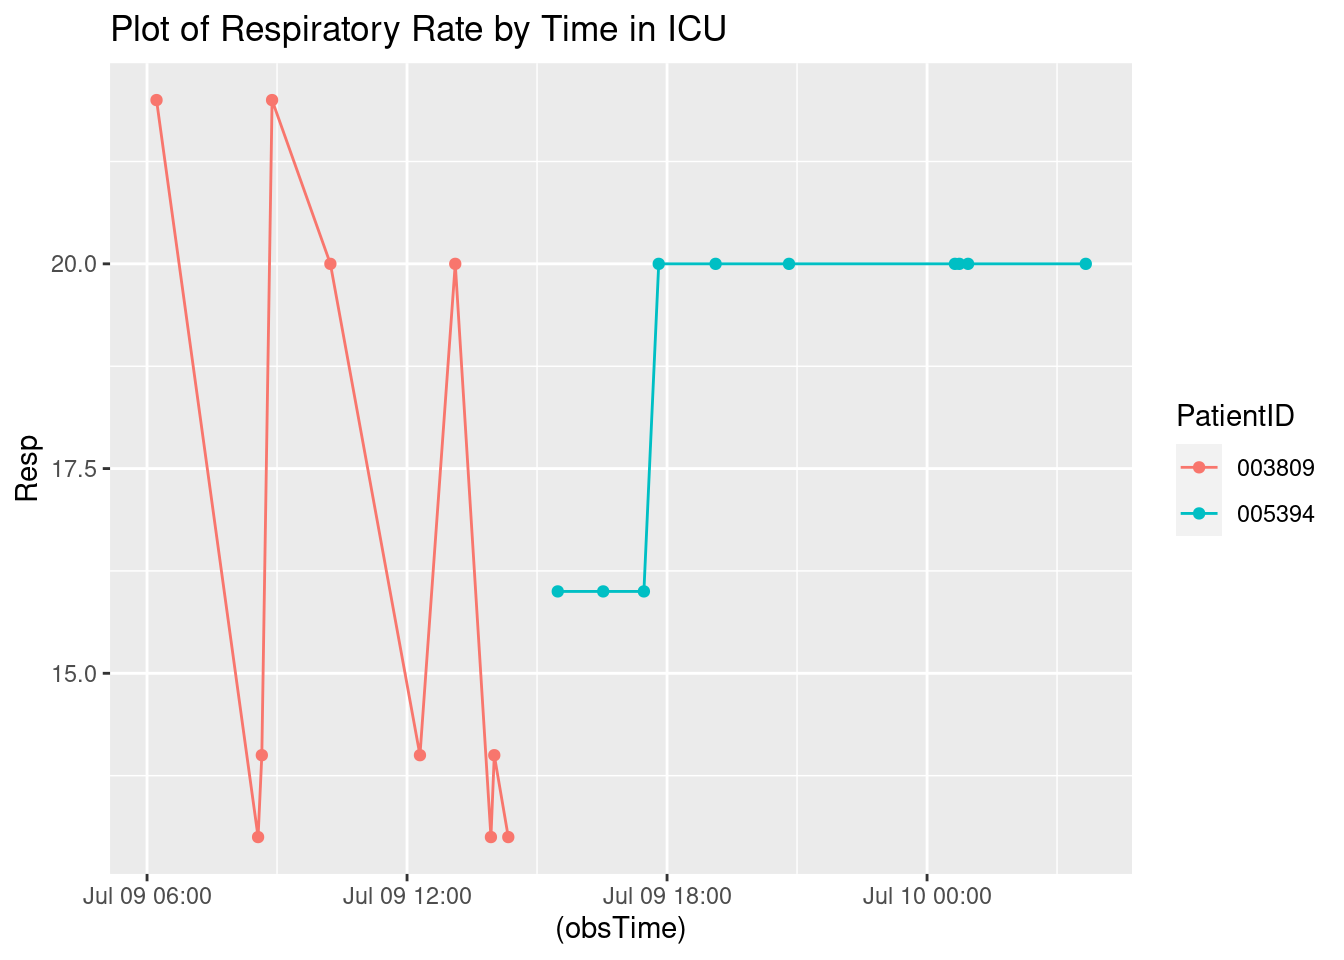 Plot of Respiratory Rate by Time in ICU
20.0
17.5
15.0
Resp
Jul 09 06:00
Jul 09 12:00
Jul 09 18:00
Jul 10 00:00
(obsTime)
PatientID
003809
005394